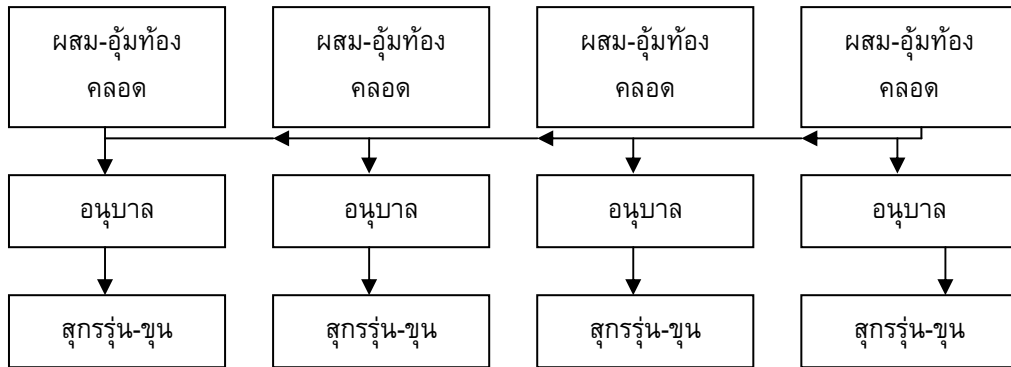 ผสม-อุ้มท้อง ผสม-อุ้มท้อง ผสม-อุ้มท้อง ผสม-อุ้มท้อง
คลอด คลอด คลอด คลอด
อนุบาล อนุบาล อนุบาล อนุบาล
สุกรรุ่น-ขุน สุกรรุ่น-ขุน สุกรรุ่น-ขุน สุกรรุ่น-ขุน